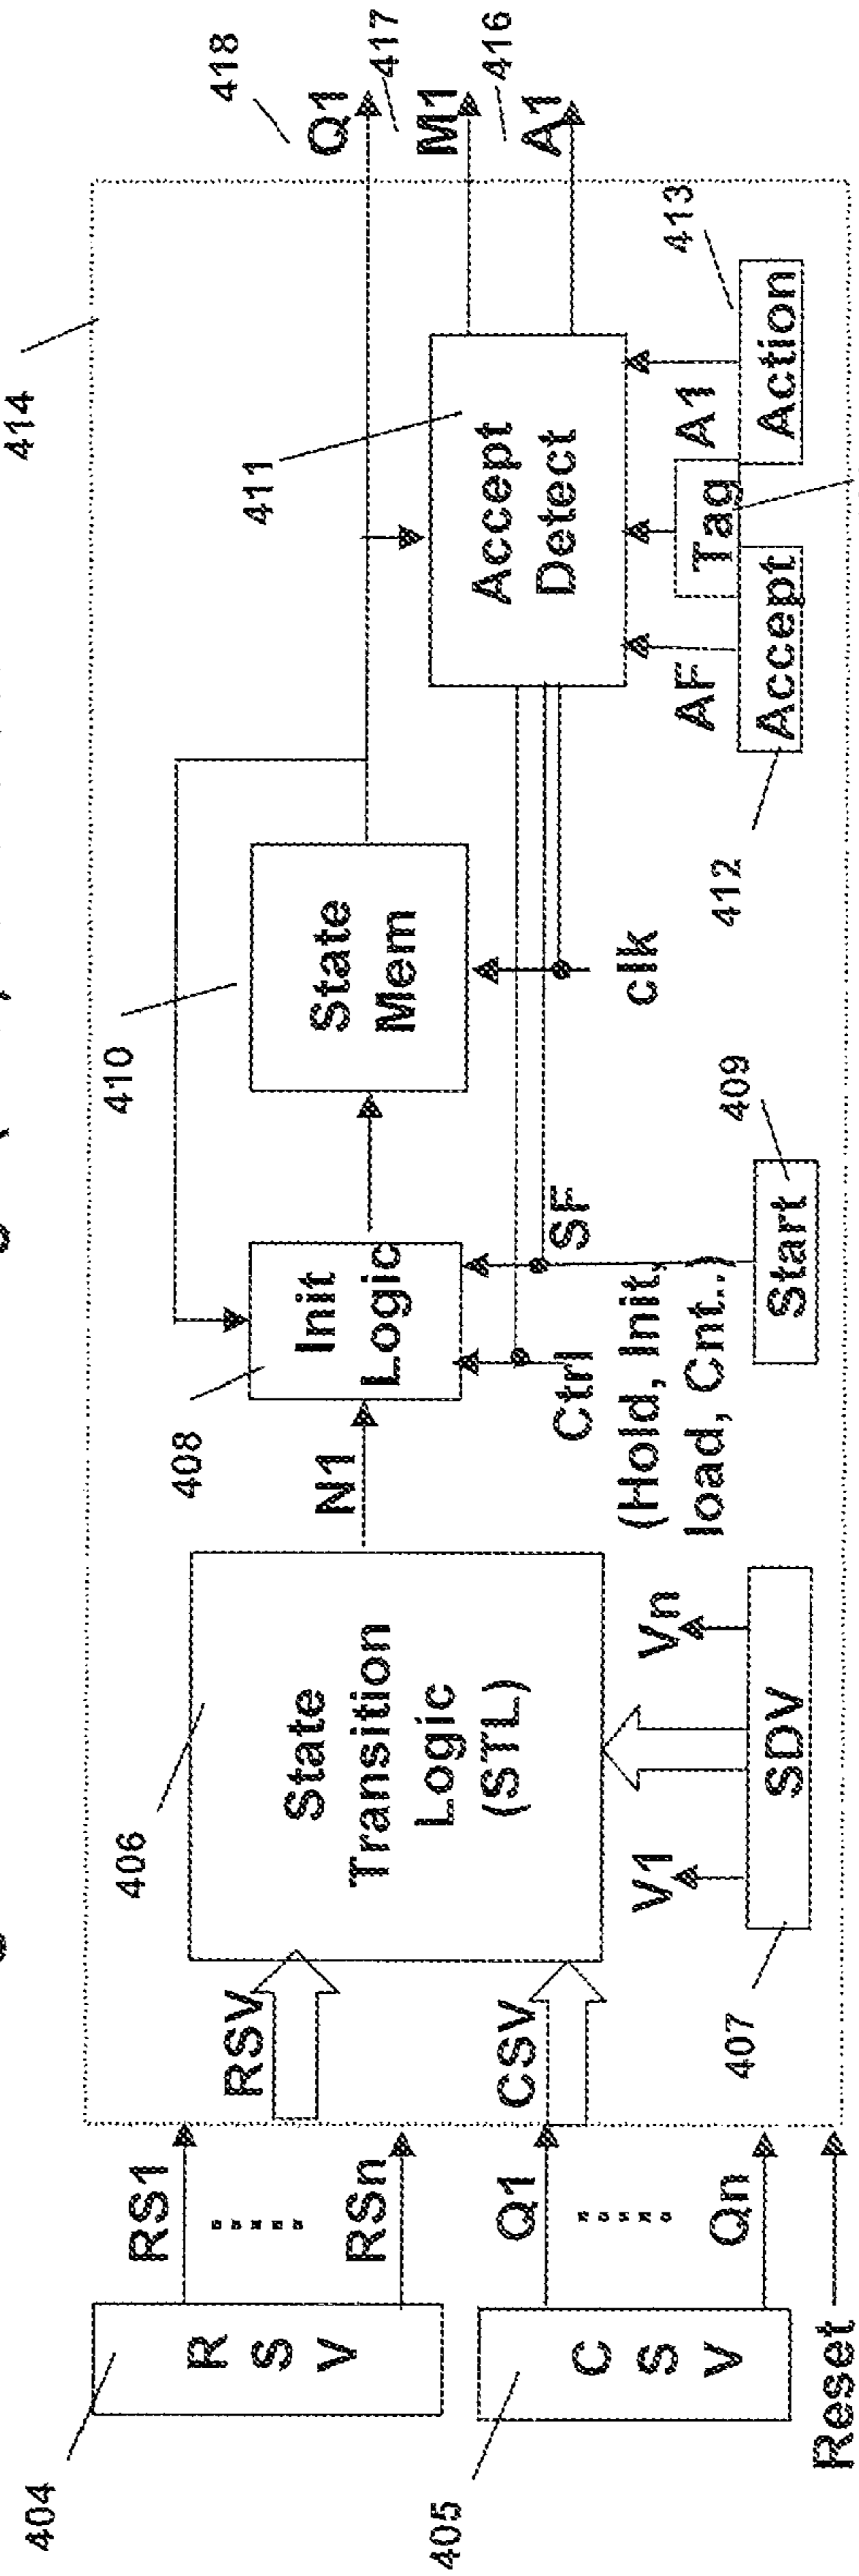 414
418
Q1
417
M1
416
A1
404
R
S
V
RS1
RSn
405
C
S
V
Q1
Qn
Reset
RSV
CSV
406
State
Transition
Logic
(STL)
V1
Vn
SDV
407
N1
408
Init
Logic
Ctrl
(Hold, Init,
load, Cnt..)
SF
Start
409
410
State
Mem
clk
411
Accept
Detect
AF
A1
Accept
Tag
Action
412
413